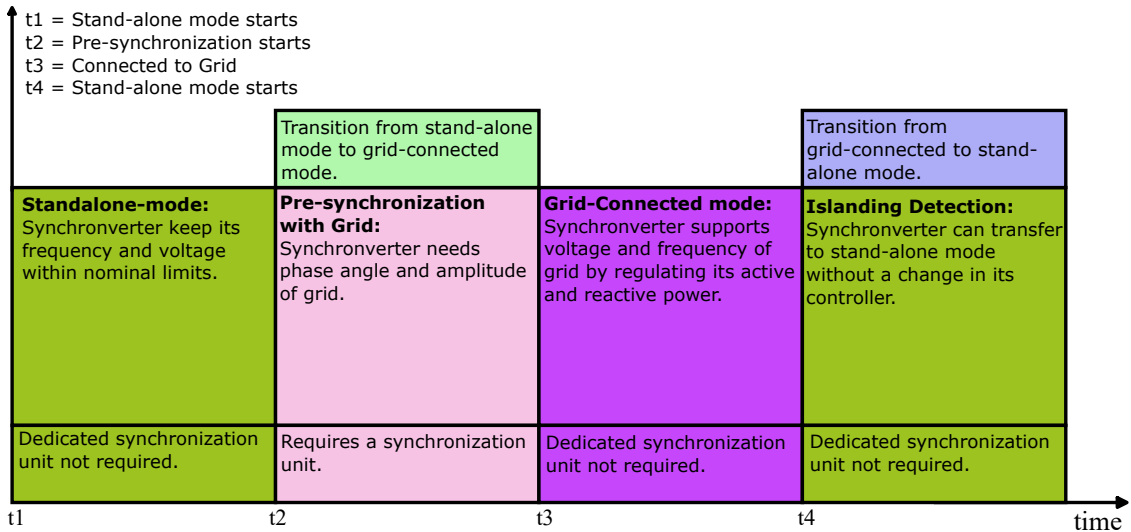 t1 = Stand-alone mode starts
t2 = Pre-synchronization starts
t3 = Connected to Grid
t4 = Stand-alone mode starts
Transition from stand-alone
mode to grid-connected
mode.
Transition from
grid-connected to stand-
alone mode.
Standalone-mode:
Synchronverter keep its
frequency and voltage
within nominal limits.
Pre-synchronization
with Grid:
Synchronverter needs
phase angle and amplitude
of grid.
Grid-Connected mode:
Synchronverter supports
voltage and frequency of
grid by regulating its active
and reactive power.
Islanding Detection:
Synchronverter can transfer
to stand-alone mode
without a change in its
controller.
Dedicated synchronization
unit not required.
Requires a synchronization
unit.
Dedicated synchronization
unit not required.
Dedicated synchronization
unit not required.
t1
t2
t3
t4
time